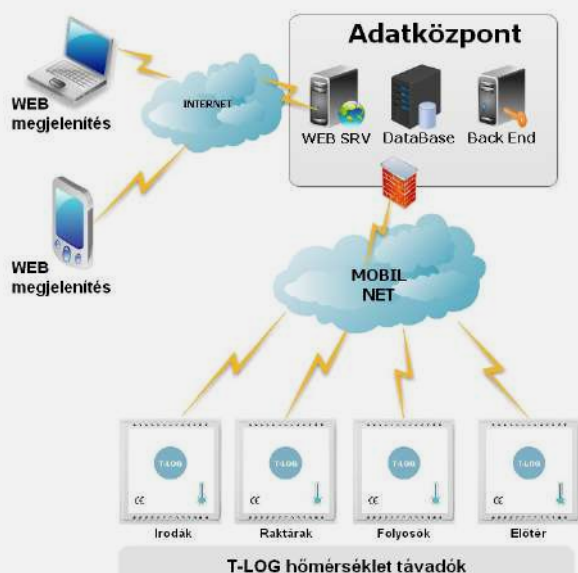 Adatközpont
WEB
megjelenítés
INTERNET
WEB SRV
DataBase
Back End
WEB
megjelenítés
MOBIL
NET
T-LOG
T-LOG
T-LOG
T-LOG
CE
CE
CE
CE
Irodák
Raktárak
Folyosók
Előtér
T-LOG hőmérséklet távadók